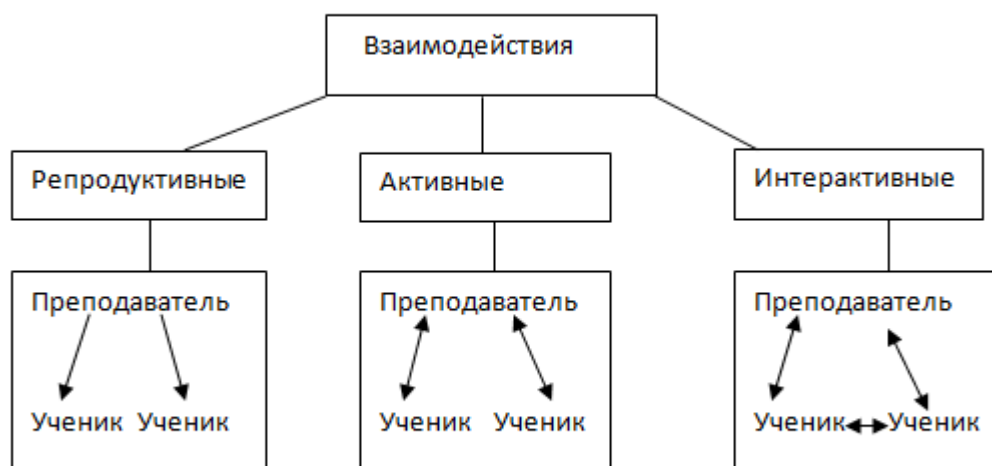 Взаимодействия
Репродуктивные
Активные
Интерактивные
Преподаватель
Ученик Ученик
Преподаватель
Ученик Ученик
Преподаватель
Ученик Ученик